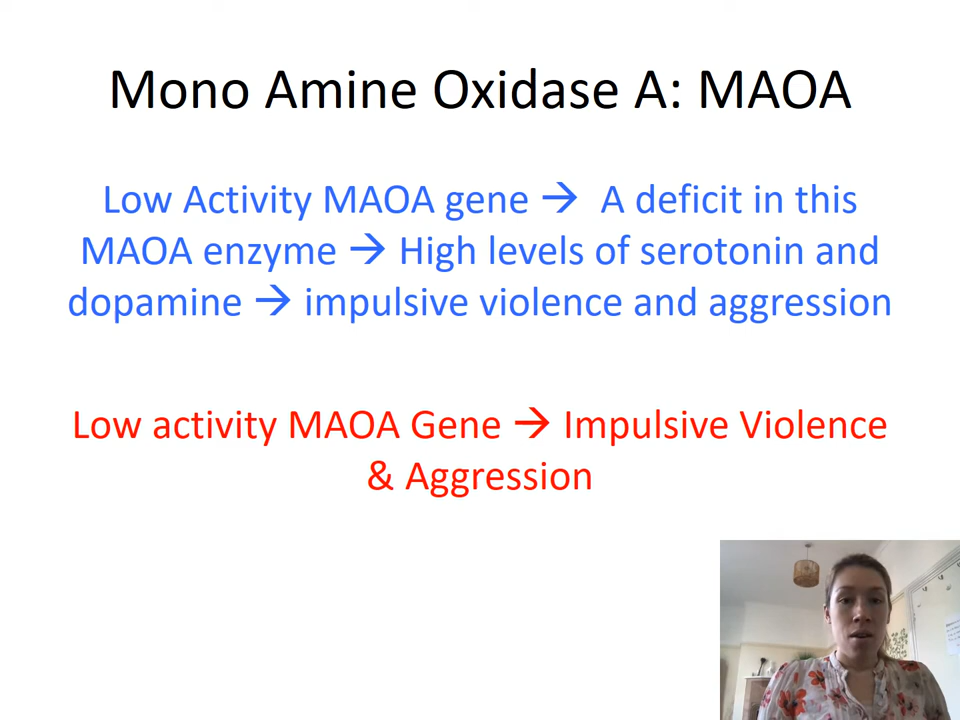 Mono Amine Oxidase A: MAOA
Low Activity MAOA gene → A deficit in this
MAOA enzyme → High levels of serotonin and
dopamine → impulsive violence and aggression
Low activity MAOA Gene → Impulsive Violence
& Aggression